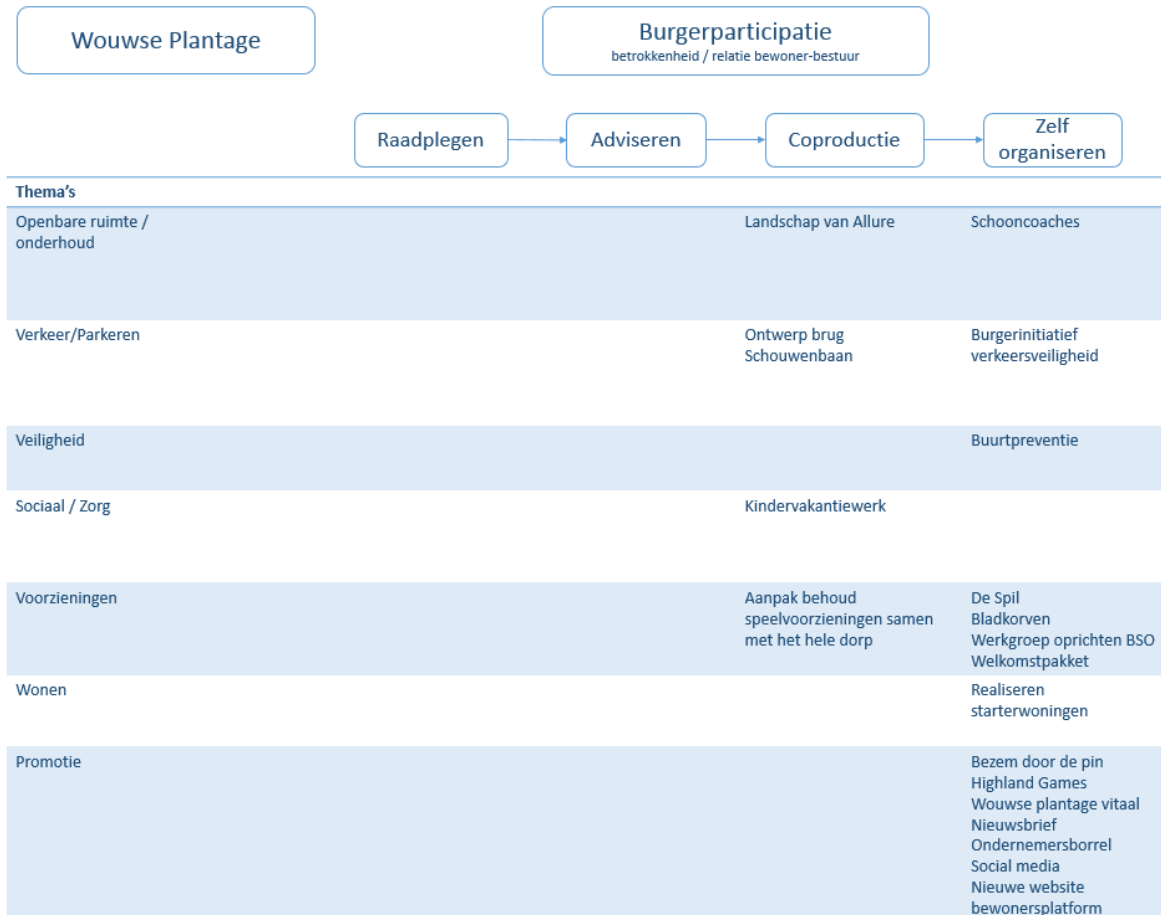 Wouwse Plantage
Burgerparticipatie
betrokkenheid / relatie bewoner-bestuur
Raadplegen
Adviseren
Coproductie
Zelf
organiseren
Thema's
Openbare ruimte /
onderhoud
Landschap van Allure
Schooncoaches
Verkeer/Parkeren
Ontwerp brug
Schouwenbaan
Burgerinitiatief
verkeersveiligheid
Veiligheid
Buurtpreventie
Sociaal / Zorg
Kindervakantiewerk
Voorzieningen
Aanpak behoud
speelvoorzieningen samen
met het hele dorp
De Spil
Bladkorven
Werkgroep oprichten BSO
Welkomstpakket
Wonen
Realiseren
starterwoningen
Promotie
Bezem door de pin
Highland Games
Wouwse plantage vitaal
Nieuwsbrief
Ondernemersborrel
Social media
Nieuwe website
bewonersplatform